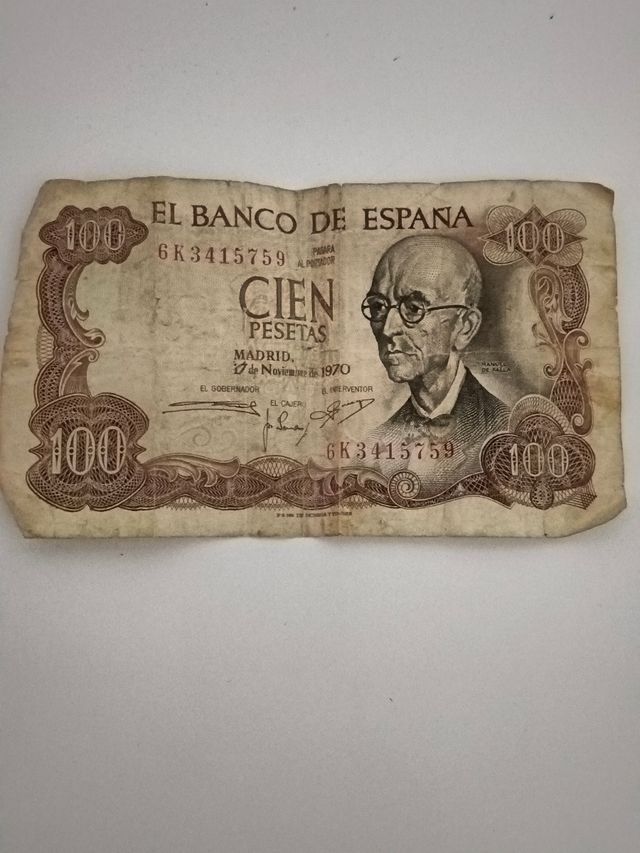 EL BANCO DE ESPAÑA
100
100
6K3415759
PAGARA
AL PORTADOR
CIEN
PESETAS
MADRID,
17 de Noviembre de 1970
MANUEL
DE FALLA
EL GOBERNADOR
EL INTERVENTOR
EL CAJERO
6K3415759
100
100